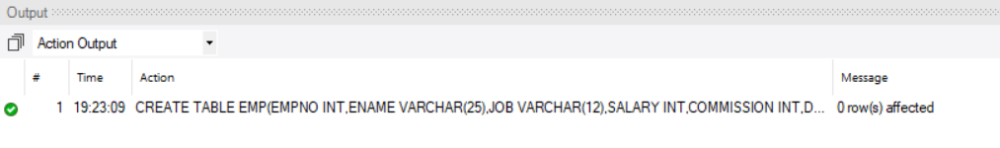 Output
Action Output
# Time Action Message
1 19:23:09 CREATE TABLE EMP(EMPNO INT,ENAME VARCHAR(25),JOB VARCHAR(12),SALARY INT,COMMISSION INT,D... 0 row(s) affected